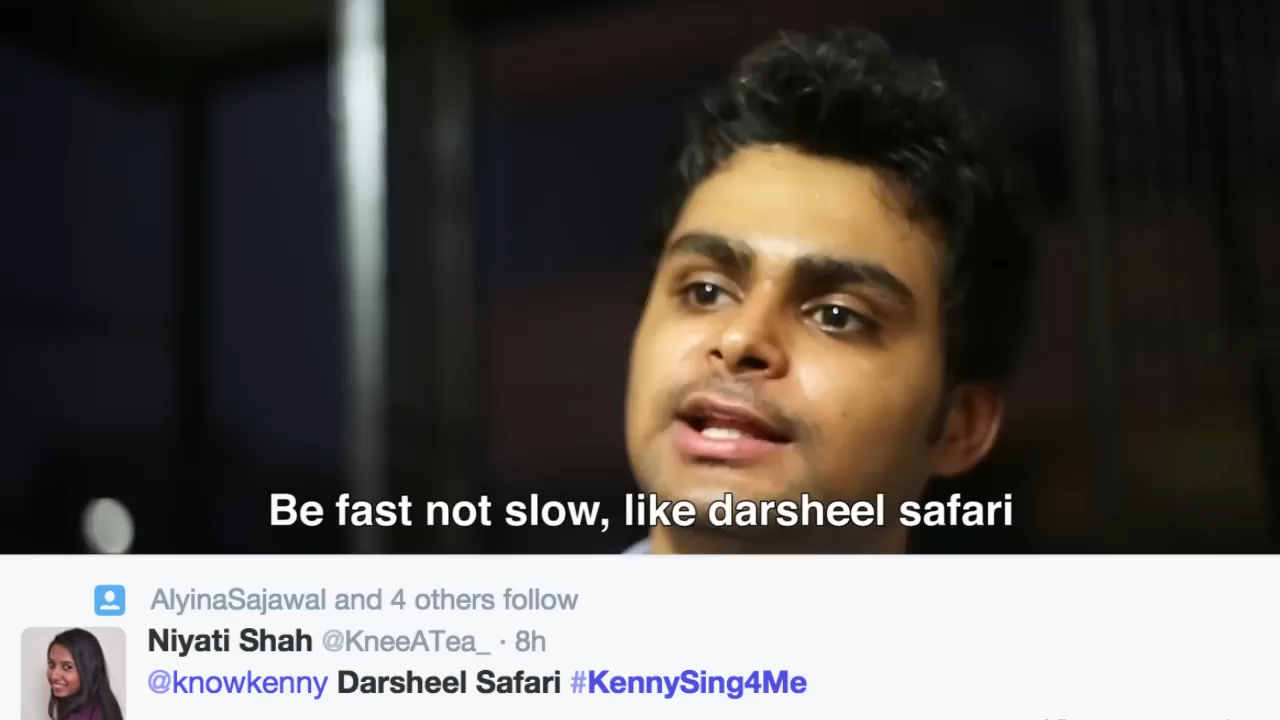 Be fast not slow, like darsheel safari
AlyinaSajawal and 4 others follow
Niyati Shah @KneeATea_ · 8h
@knowkenny Darsheel Safari #KennySing4Me